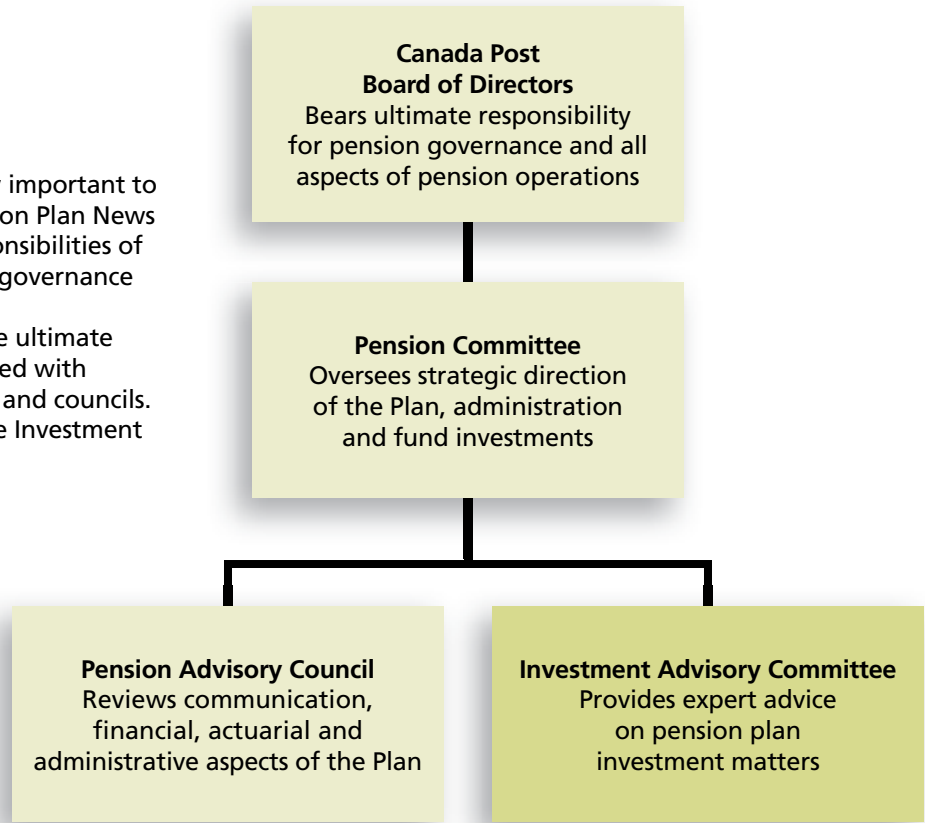 Canada Post
Board of Directors
Bears ultimate responsibility
for pension governance and all
aspects of pension operations
important to
on Plan News
onsibilities of
governance
e ultimate
ed with
and councils.
e Investment
Pension Committee
Oversees strategic direction
of the Plan, administration
and fund investments
Pension Advisory Council
Reviews communication,
financial, actuarial and
administrative aspects of the Plan
Investment Advisory Committee
Provides expert advice
on pension plan
investment matters